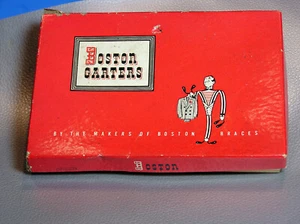 BOSTON
GARTERS
BY THE MAKERS OF BOSTON BRACES
BOSTON